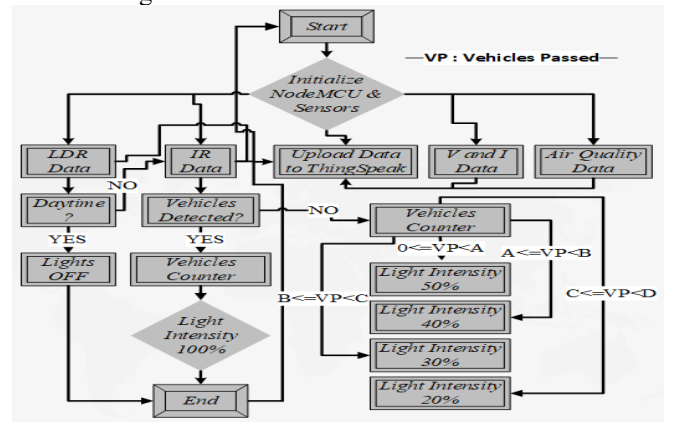 Start
VP : Vehicles Passed
Initialize
NodeMCU &
Sensors
LDR
Data
IR
Data
Upload Data
to ThingSpeak
V and I
Data
Air Quality
Data
NO
Daytime
?
Vehicles
Detected?
NO
Vehicles
Counter
YES
YES
0<=VP<A
A<=VP<B
Lights
OFF
Vehicles
Counter
Light Intensity
50%
B<=VP<C
C<=VP<D
Light
Intensity
100%
Light Intensity
40%
Light Intensity
30%
End
Light Intensity
20%